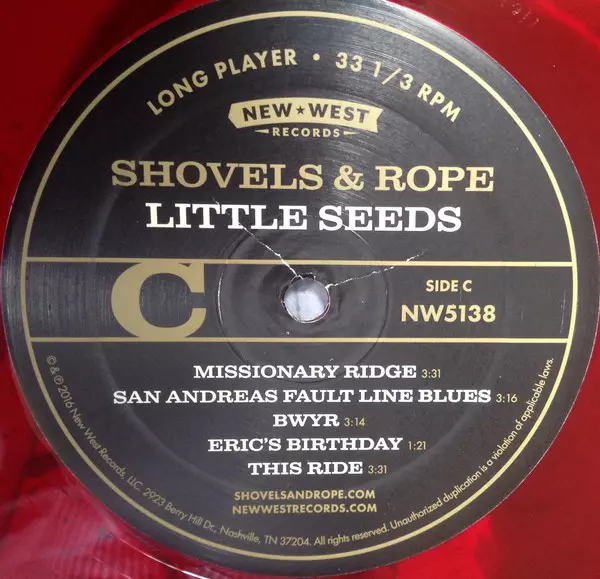 LONG PLAYER • 33 1/3 RPM
NEW★WEST
RECORDS
SHOVELS & ROPE
LITTLE SEEDS
C
SIDE C
NW5138
MISSIONARY RIDGE 3:31
SAN ANDREAS FAULT LINE BLUES 3:16
BWYR 3:14
ERIC'S BIRTHDAY 1:21
THIS RIDE 3:31
SHOVELSANDROPE.COM
NEWWESTRECORDS.COM
© & ℗ 2016 New West Records, LLC. 2923 Berry Hill Dr., Nashville, TN 37204. All rights reserved. Unauthorized duplication is a violation of applicable laws.